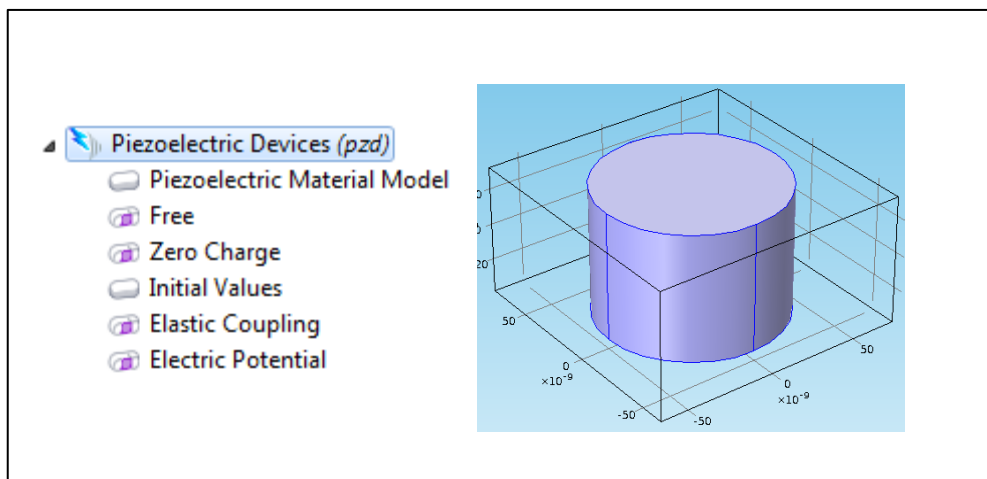 Piezoelectric Devices (pzd)
Piezoelectric Material Model
Free
Zero Charge
Initial Values
Elastic Coupling
Electric Potential
20
50
0
×10⁻⁹
-50
-50
0
×10⁻⁹
50